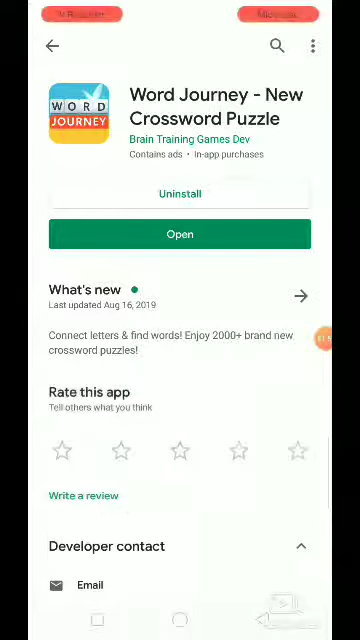 Word Journey - New
Crossword Puzzle
WORD
JOURNEY
Brain Training Games Dev
Contains ads • In-app purchases
Uninstall
Open
What's new
Last updated Aug 16, 2019
Connect letters & find words! Enjoy 2000+ brand new
crossword puzzles!
Rate this app
Tell others what you think
Write a review
Developer contact
Email